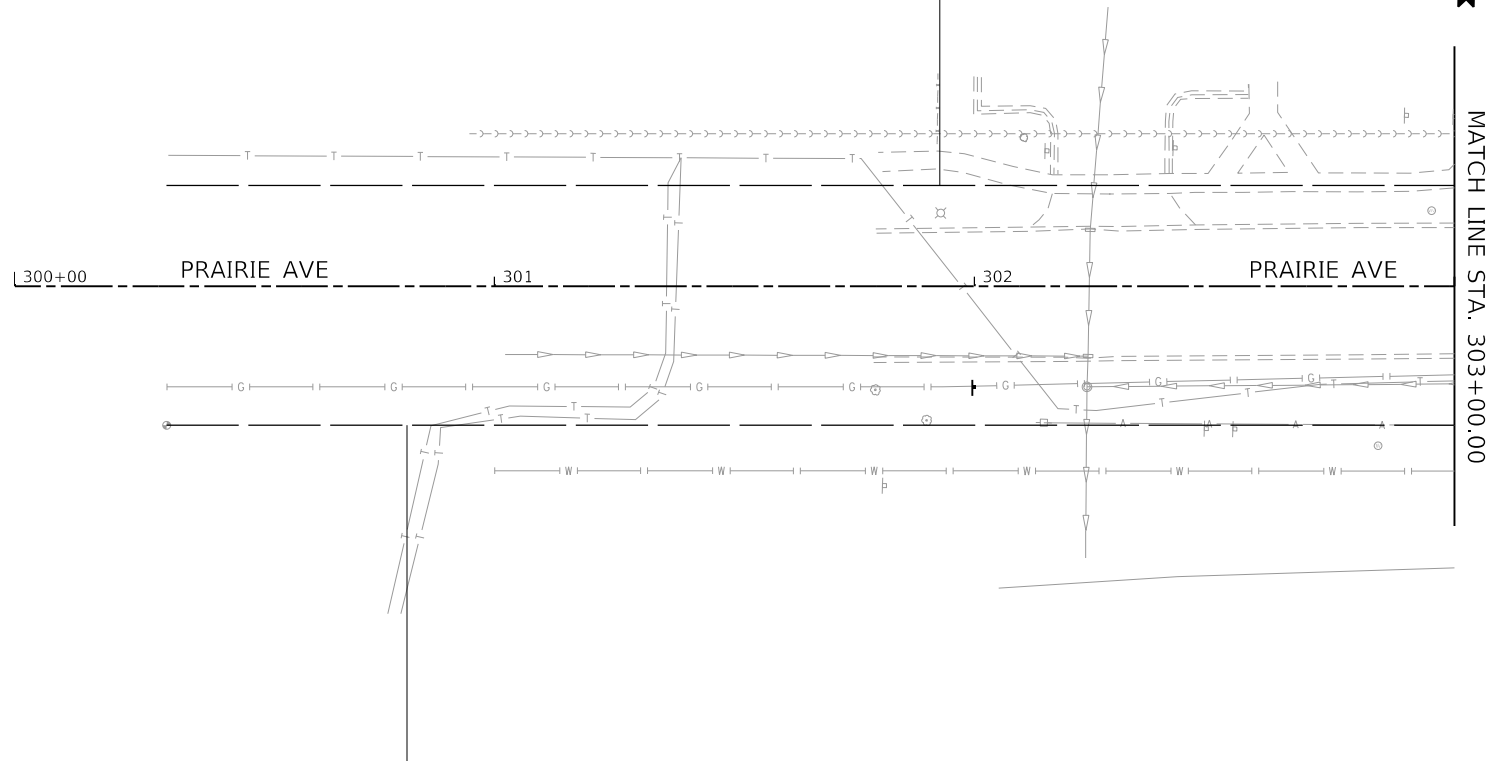 PRAIRIE AVE
PRAIRIE AVE
300+00
301
302
T T T T T T T T
T T
T
T T
T
G G G G G G G G
T T
T T T T T T T
T T
A A A A
T T
W W W W W W
T T
MATCH LINE STA. 303+00.00